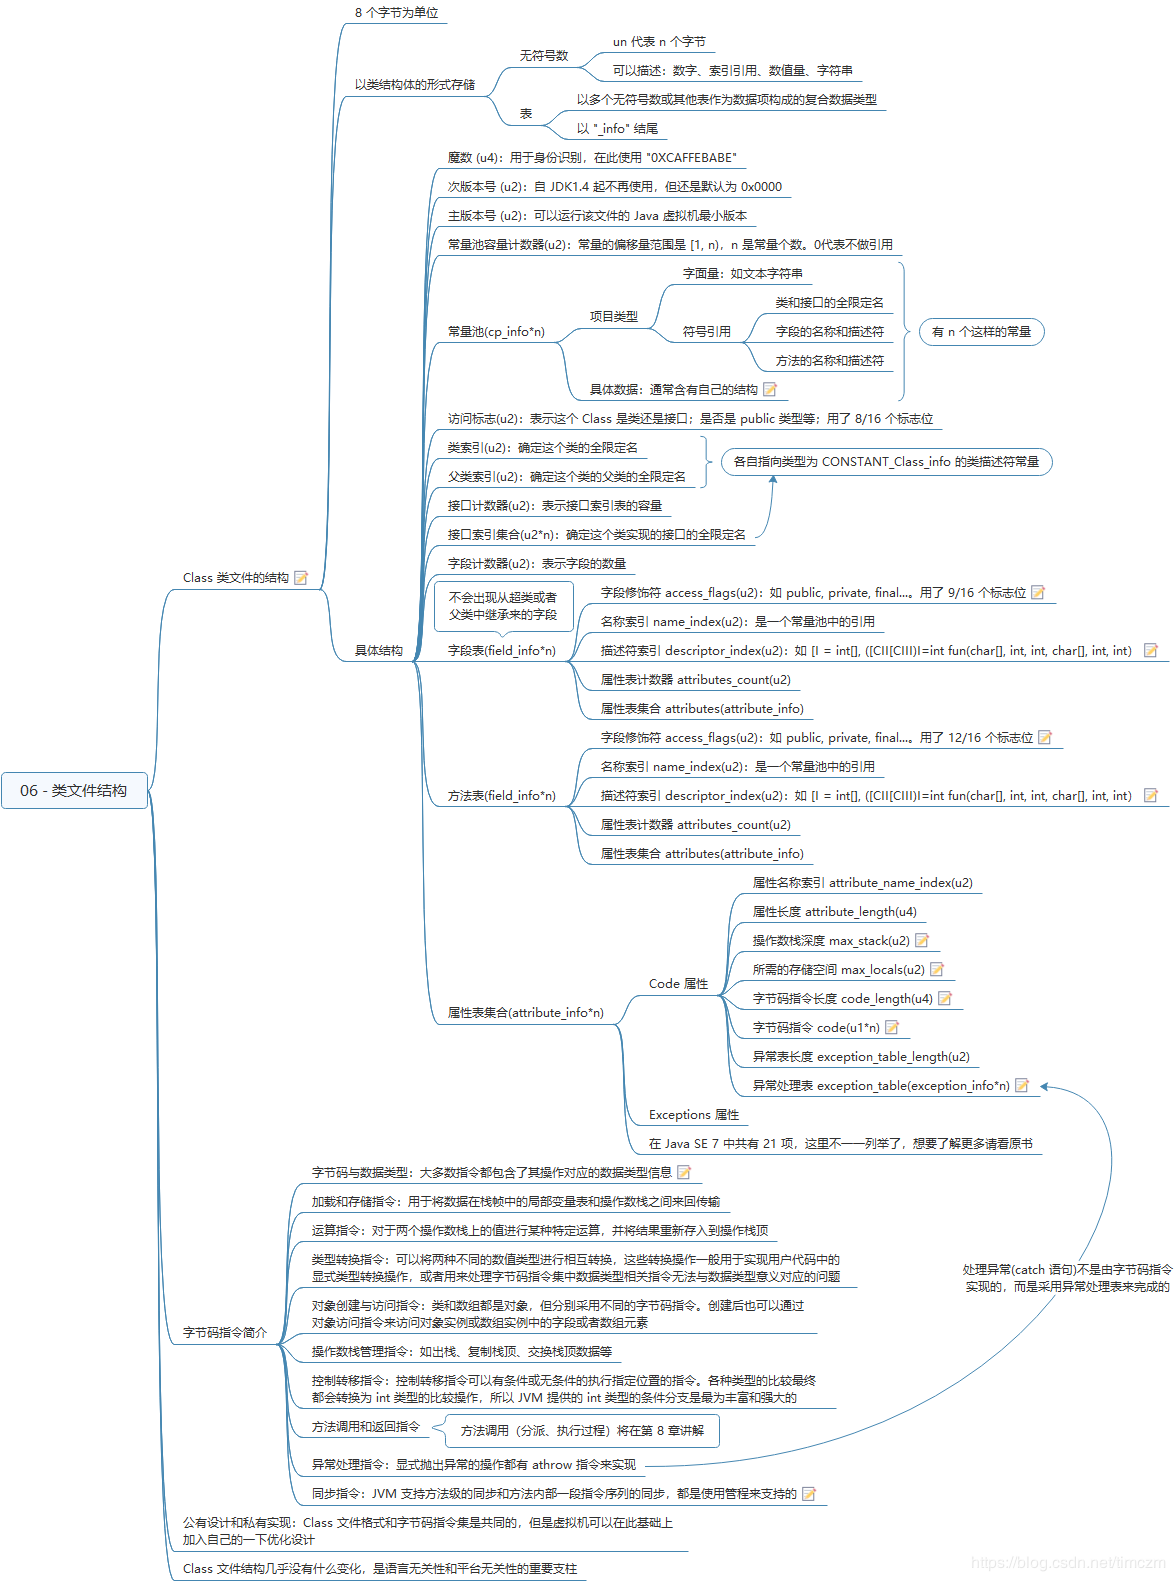 8 个字节为单位
un 代表 n 个字节
无符号数
可以描述：数字、索引引用、数值量、字符串
以类结构体的形式存储
以多个无符号数或其他表作为数据项构成的复合数据类型
表
以 "_info" 结尾
魔数 (u4)：用于身份识别，在此使用 "0XCAFFEBABE"
次版本号 (u2)：自 JDK1.4 起不再使用，但还是默认为 0x0000
主版本号 (u2)：可以运行该文件的 Java 虚拟机最小版本
常量池容量计数器(u2)：常量的偏移量范围是 [1, n)，n 是常量个数。0代表不做引用
字面量：如文本字符串
项目类型
类和接口的全限定名
符号引用
字段的名称和描述符
方法的名称和描述符
常量池(cp_info*n)
有 n 个这样的常量
具体数据：通常含有自己的结构
访问标志(u2)：表示这个 Class 是类还是接口；是否是 public 类型等；用了 8/16 个标志位
类索引(u2)：确定这个类的全限定名
各自指向类型为 CONSTANT_Class_info 的类描述符常量
父类索引(u2)：确定这个类的父类的全限定名
接口计数器(u2)：表示接口索引表的容量
接口索引集合(u2*n)：确定这个类实现的接口的全限定名
字段计数器(u2)：表示字段的数量
Class 类文件的结构
不会出现从超类或者
父类中继承来的字段
具体结构
字段表(field_info*n)
字段修饰符 access_flags(u2)：如 public, private, final...。用了 9/16 个标志位
名称索引 name_index(u2)：是一个常量池中的引用
描述符索引 descriptor_index(u2)：如 [I = int[], ([CII[CIII)I=int fun(char[], int, int, char[], int, int)
属性表计数器 attributes_count(u2)
属性表集合 attributes(attribute_info)
方法表(field_info*n)
字段修饰符 access_flags(u2)：如 public, private, final...。用了 12/16 个标志位
名称索引 name_index(u2)：是一个常量池中的引用
描述符索引 descriptor_index(u2)：如 [I = int[], ([CII[CIII)I=int fun(char[], int, int, char[], int, int)
属性表计数器 attributes_count(u2)
属性表集合 attributes(attribute_info)
06 - 类文件结构
属性表集合(attribute_info*n)
Code 属性
属性名称索引 attribute_name_index(u2)
属性长度 attribute_length(u4)
操作数栈深度 max_stack(u2)
所需的存储空间 max_locals(u2)
字节码指令长度 code_length(u4)
字节码指令 code(u1*n)
异常表长度 exception_table_length(u2)
异常处理表 exception_table(exception_info*n)
Exceptions 属性
在 Java SE 7 中共有 21 项，这里不一一列举了，想要了解更多请看原书
字节码指令简介
字节码与数据类型：大多数指令都包含了其操作对应的数据类型信息
加载和存储指令：用于将数据在栈帧中的局部变量表和操作数栈之间来回传输
运算指令：对于两个操作数栈上的值进行某种特定运算，并将结果重新存入到操作栈顶
类型转换指令：可以将两种不同的数值类型进行相互转换，这些转换操作一般用于实现用户代码中的
显式类型转换操作，或者用来处理字节码指令集中数据类型相关指令无法与数据类型意义对应的问题
处理异常(catch 语句)不是由字节码指令
实现的，而是采用异常处理表来完成的
对象创建与访问指令：类和数组都是对象，但分别采用不同的字节码指令。创建后也可以通过
对象访问指令来访问对象实例或数组实例中的字段或者数组元素
操作数栈管理指令：如出栈、复制栈顶、交换栈顶数据等
控制转移指令：控制转移指令可以有条件或无条件的执行指定位置的指令。各种类型的比较最终
都会转换为 int 类型的比较操作，所以 JVM 提供的 int 类型的条件分支是最为丰富和强大的
方法调用和返回指令
方法调用（分派、执行过程）将在第 8 章讲解
异常处理指令：显式抛出异常的操作都有 athrow 指令来实现
同步指令：JVM 支持方法级的同步和方法内部一段指令序列的同步，都是使用管程来支持的
公有设计和私有实现：Class 文件格式和字节码指令集是共同的，但是虚拟机可以在此基础上
加入自己的一下优化设计
Class 文件结构几乎没有什么变化，是语言无关性和平台无关性的重要支柱
https://blog.csdn.net/timczm